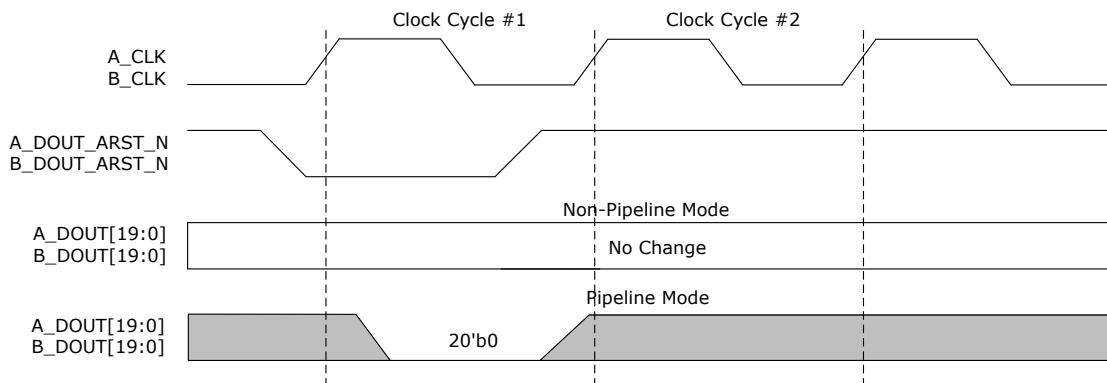 Clock Cycle #1
Clock Cycle #2
A_CLK
B_CLK
A_DOUT_ARST_N
B_DOUT_ARST_N
Non-Pipeline Mode
A_DOUT[19:0]
B_DOUT[19:0]
No Change
Pipeline Mode
A_DOUT[19:0]
B_DOUT[19:0]
20'b0